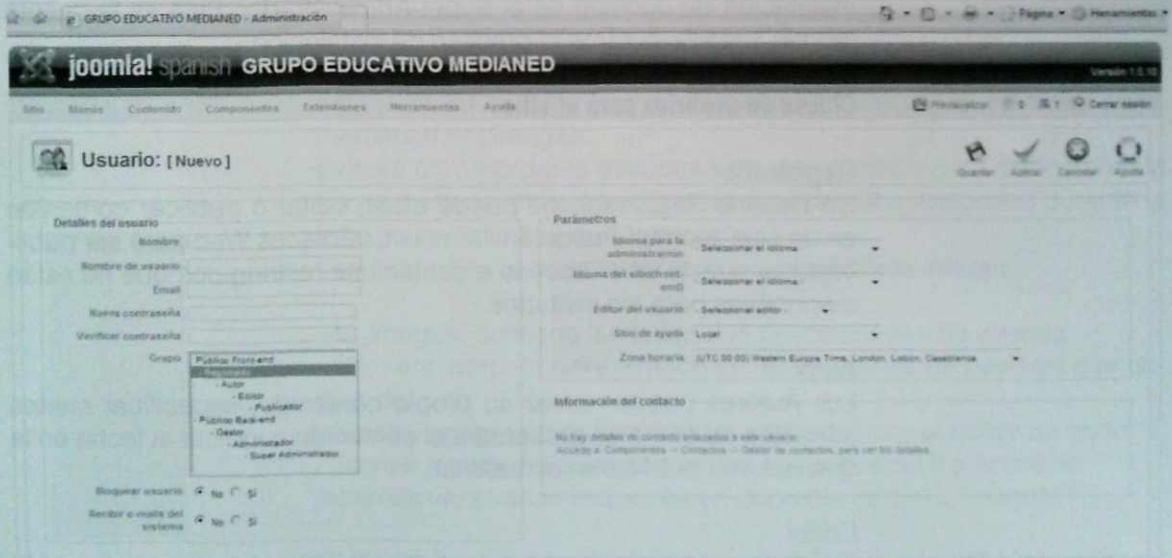 GRUPO EDUCATIVO MEDIANED - Administración
Página
Herramientas
joomla! spanish GRUPO EDUCATIVO MEDIANED
Versión 1.5.10
Sitio Menús Contenido Componentes Extensiones Herramientas Ayuda
Previsualizar 0 1 Cerrar sesión
Usuario: [ Nuevo ]
Guardar Aplicar Cancelar Ayuda
Detalles del usuario
Nombre
Nombre de usuario
Email
Nueva contraseña
Verificar contraseña
Grupo
Público Front-end
- Registrado
- Autor
- Editor
- Publicador
- Público Back-end
- Gestor
- Administrador
- Super Administrador
Bloquear usuario No Sí
Recibir e-mails del sistema No Sí
Parámetros
Idioma para la administración Seleccionar el idioma
Idioma del sitio(front-end) Seleccionar el idioma
Editor del usuario Seleccionar editor
Sitio de ayuda Local
Zona horaria (UTC 00:00) Western Europe Time, London, Lisbon, Casablanca
Información del contacto
No hay detalles de contacto enlazados a este usuario:
Acceda a 'Componentes -> Contactos -> Gestor de contactos', para ver los detalles.